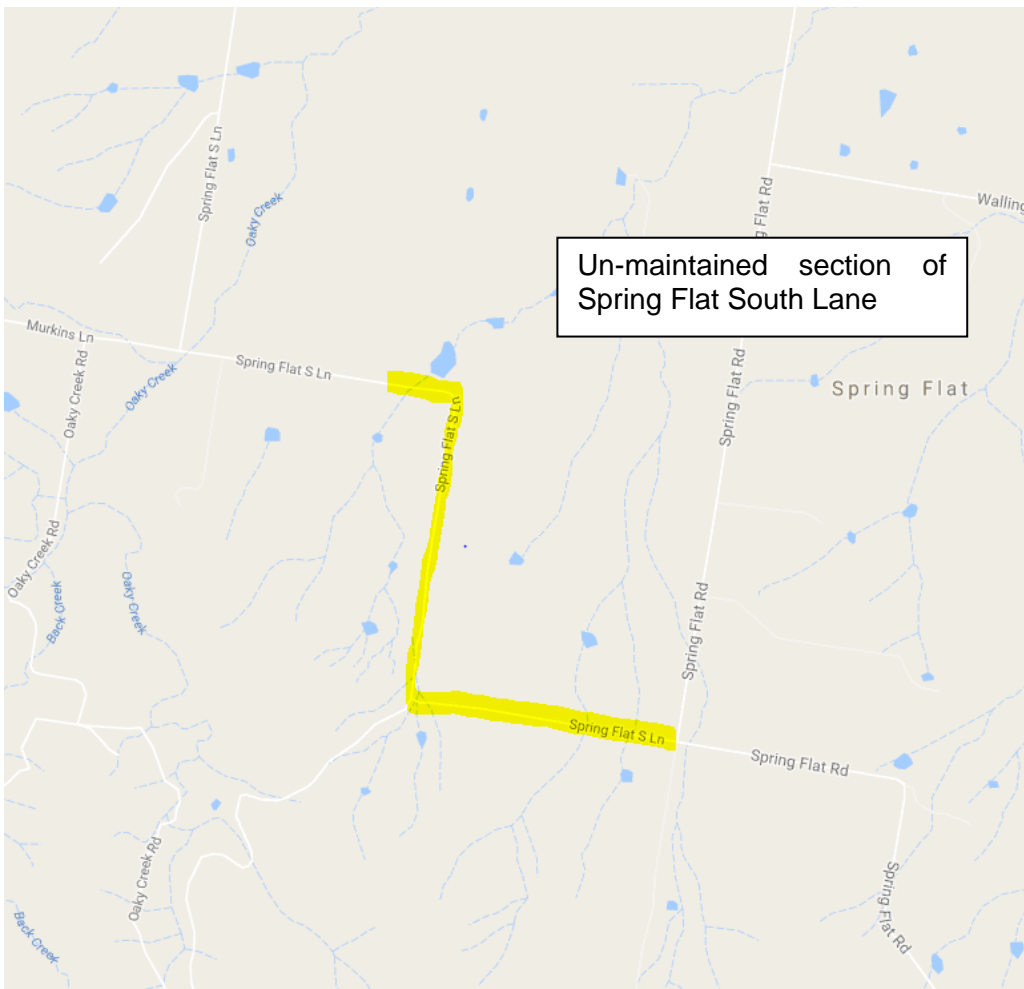 Spring Flat S Ln
Oaky Creek
Spring Flat Rd
Walling
Un-maintained section of
Spring Flat South Lane
Murkins Ln
Oaky Creek Rd
Spring Flat S Ln
Oaky Creek
Spring Flat S Ln
Spring Flat Rd
Spring Flat
Oaky Creek Rd
Back Creek
Oaky Creek
Spring Flat Rd
Spring Flat S Ln
Spring Flat Rd
Oaky Creek Rd
Spring Flat Rd
Back Creek